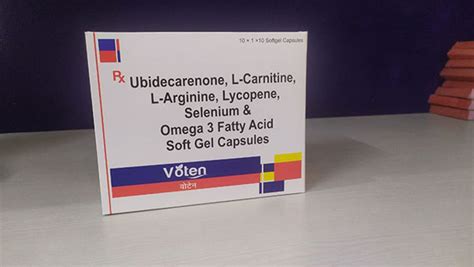 10 × 1 × 10 Softgel Capsules
Rx Ubidecarenone, L-Carnitine,
L-Arginine, Lycopene,
Selenium &
Omega 3 Fatty Acid
Soft Gel Capsules
Voten
वोटेन